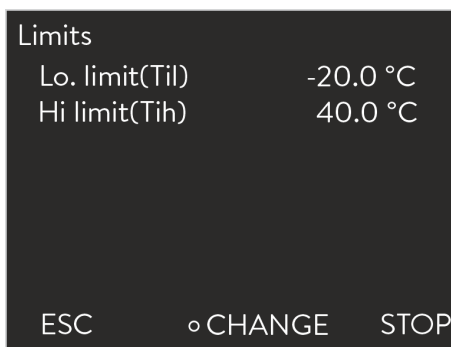 Limits
Lo. limit(Til) -20.0 °C
Hi limit(Tih) 40.0 °C
ESC ∘ CHANGE STOP